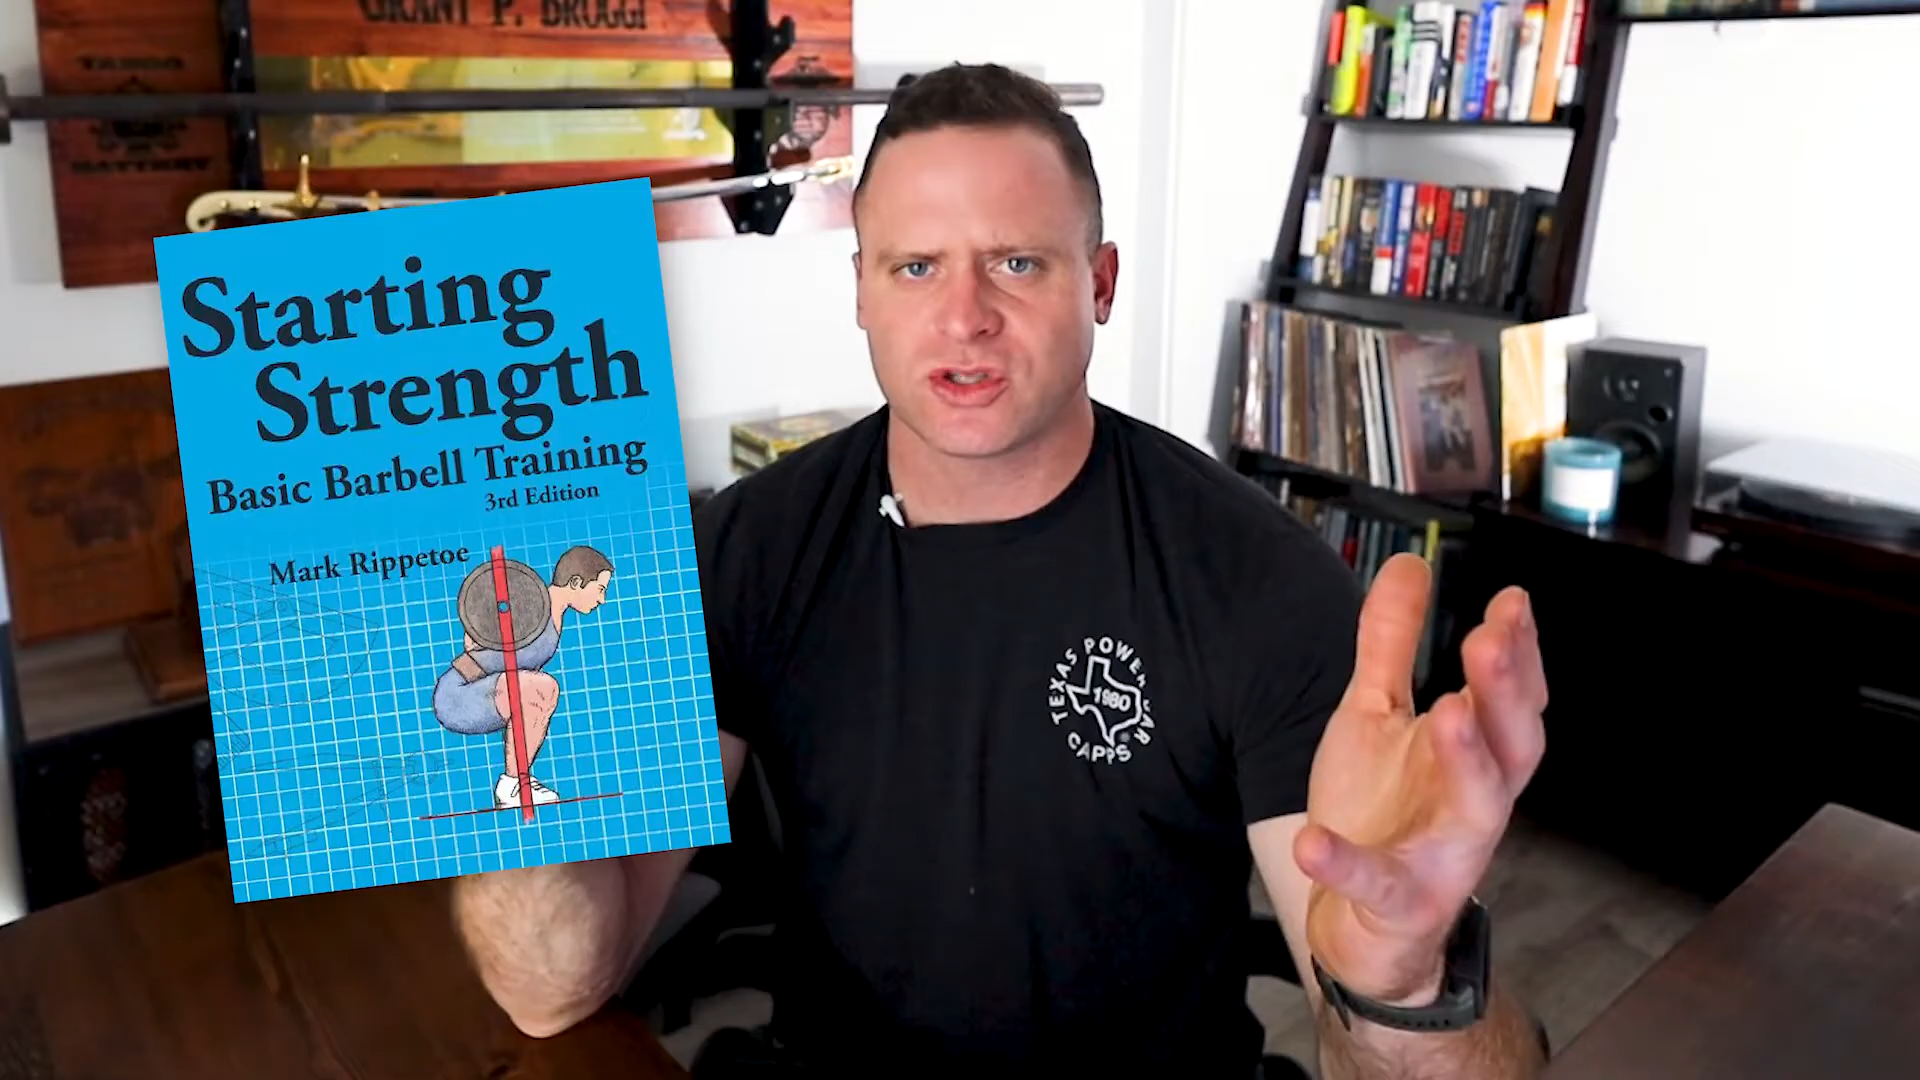 GRANT P. BROGGI
Starting
Strength
Basic Barbell Training
3rd Edition
Mark Rippetoe
TEXAS POWER BAR
1980
CAPPS